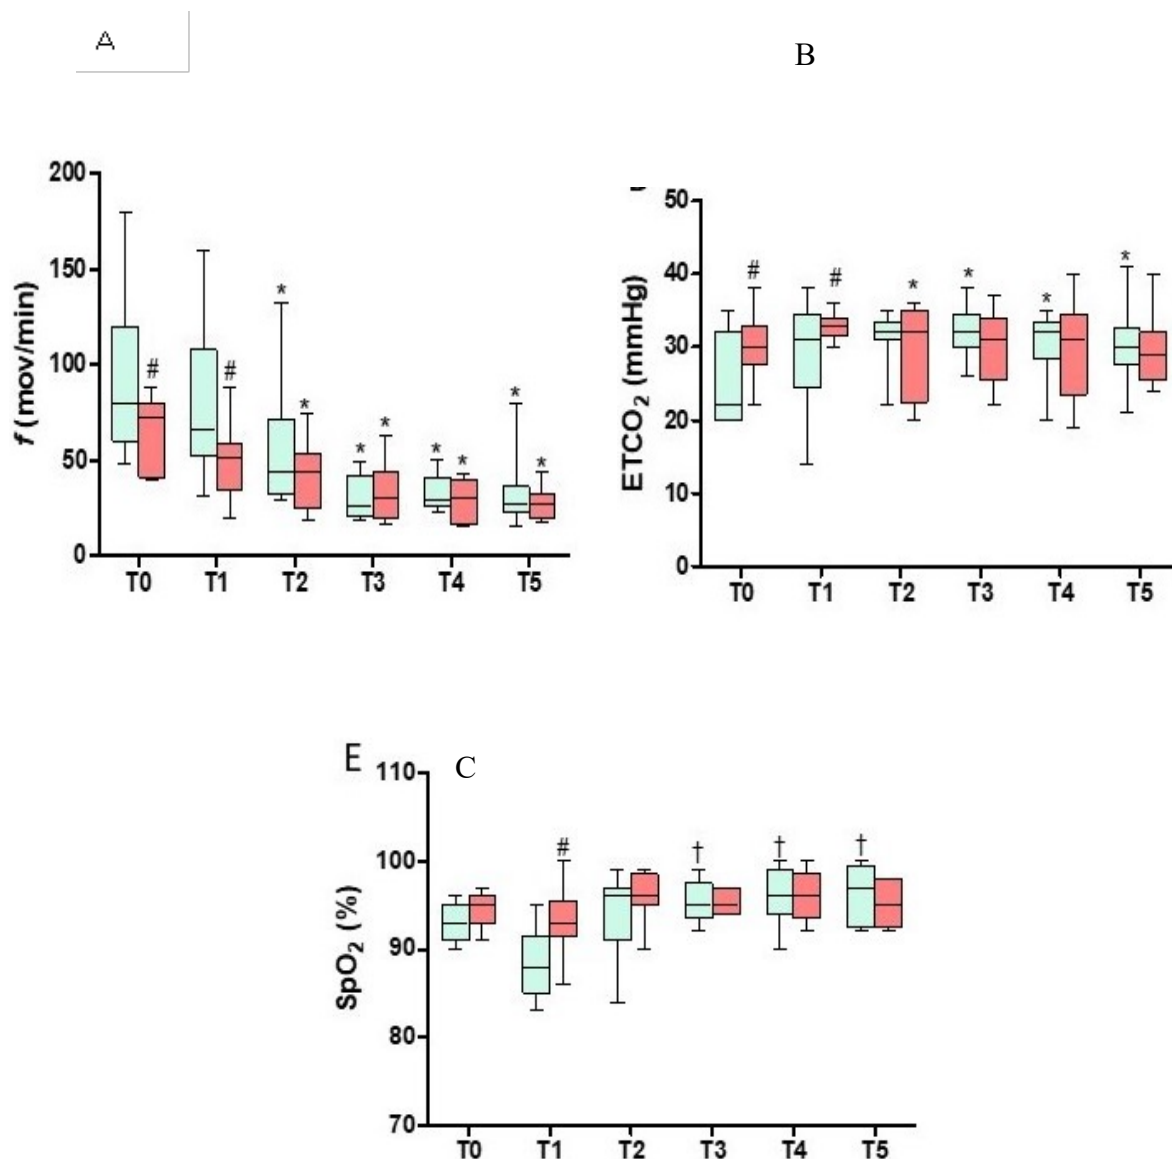 A
B
200
150
100
50
0
f (mov/min)
* # # * * * * * * * *
T0 T1 T2 T3 T4 T5
50
40
30
20
10
0
ETCO2 (mmHg)
# # * * * *
T0 T1 T2 T3 T4 T5
E C
110
100
90
80
70
SpO2 (%)
# † † †
T0 T1 T2 T3 T4 T5